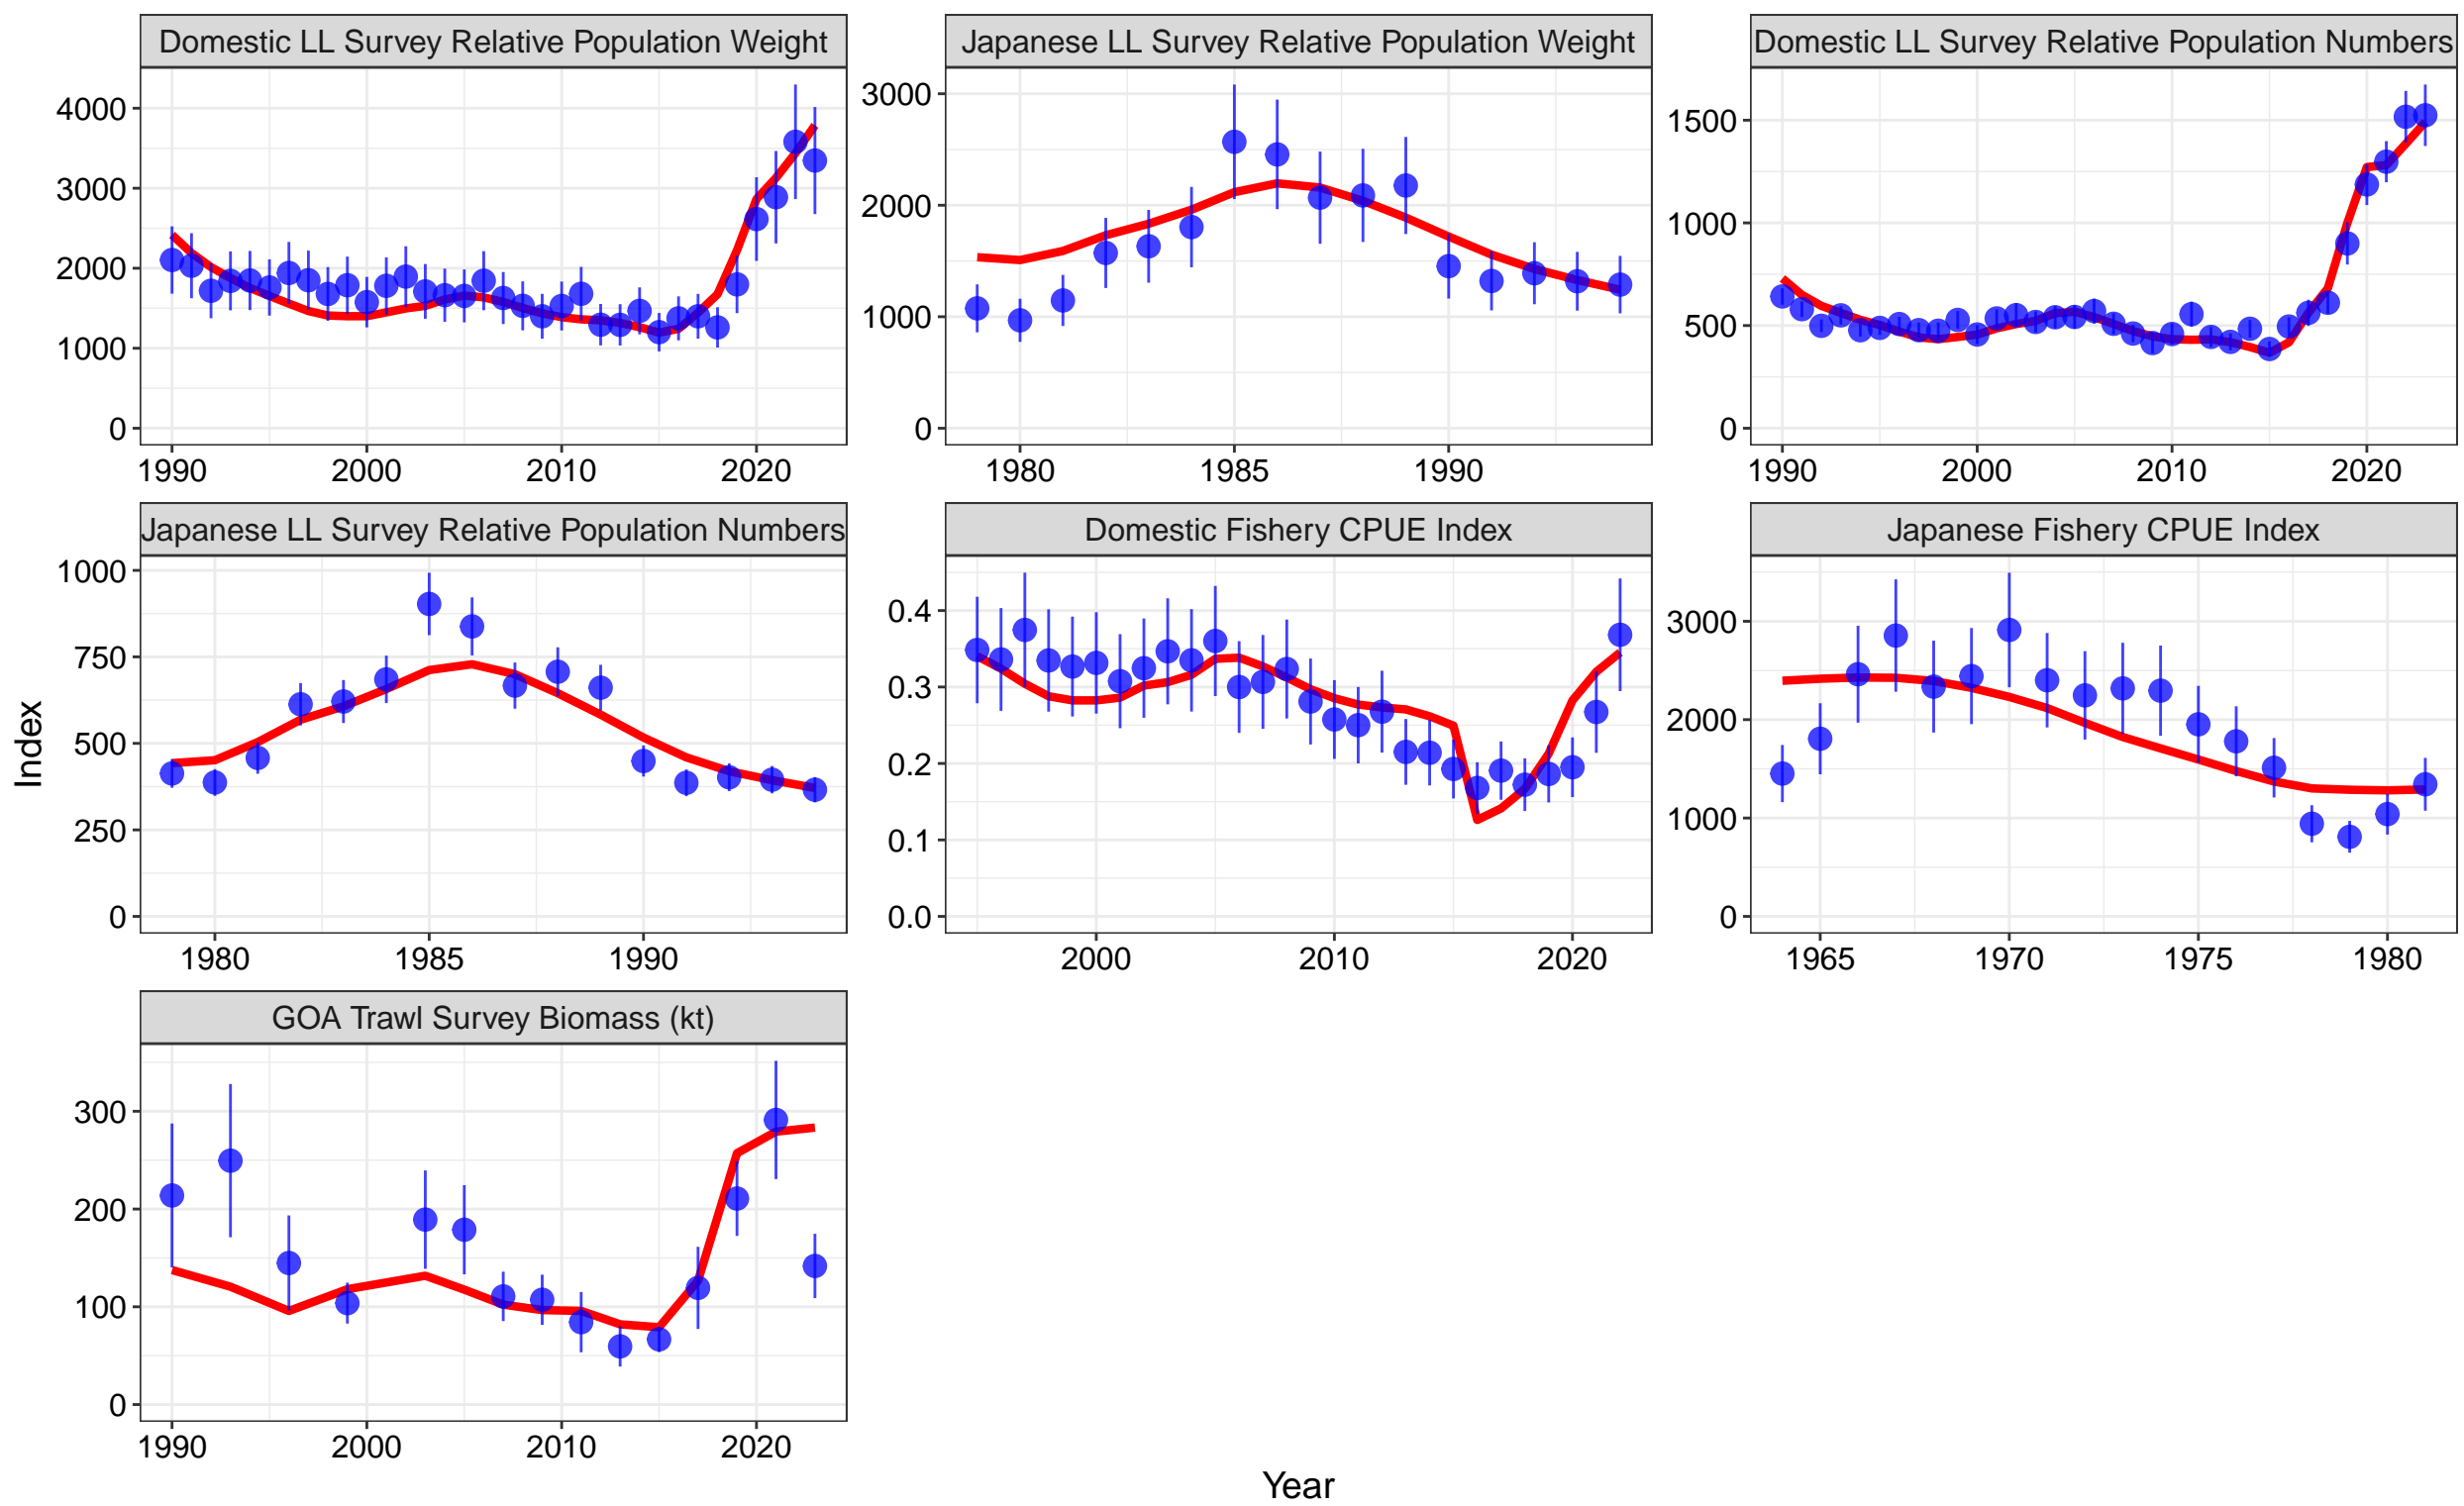 Domestic LL Survey Relative Population Weight
4000
3000
2000
1000
0
1990 2000 2010 2020
Japanese LL Survey Relative Population Weight
3000
2000
1000
0
1980 1985 1990
Domestic LL Survey Relative Population Numbers
1500
1000
500
0
1990 2000 2010 2020
Japanese LL Survey Relative Population Numbers
1000
750
500
250
0
1980 1985 1990
Domestic Fishery CPUE Index
0.4
0.3
0.2
0.1
0.0
2000 2010 2020
Japanese Fishery CPUE Index
3000
2000
1000
0
1965 1970 1975 1980
GOA Trawl Survey Biomass (kt)
300
200
100
0
1990 2000 2010 2020
Index
Year